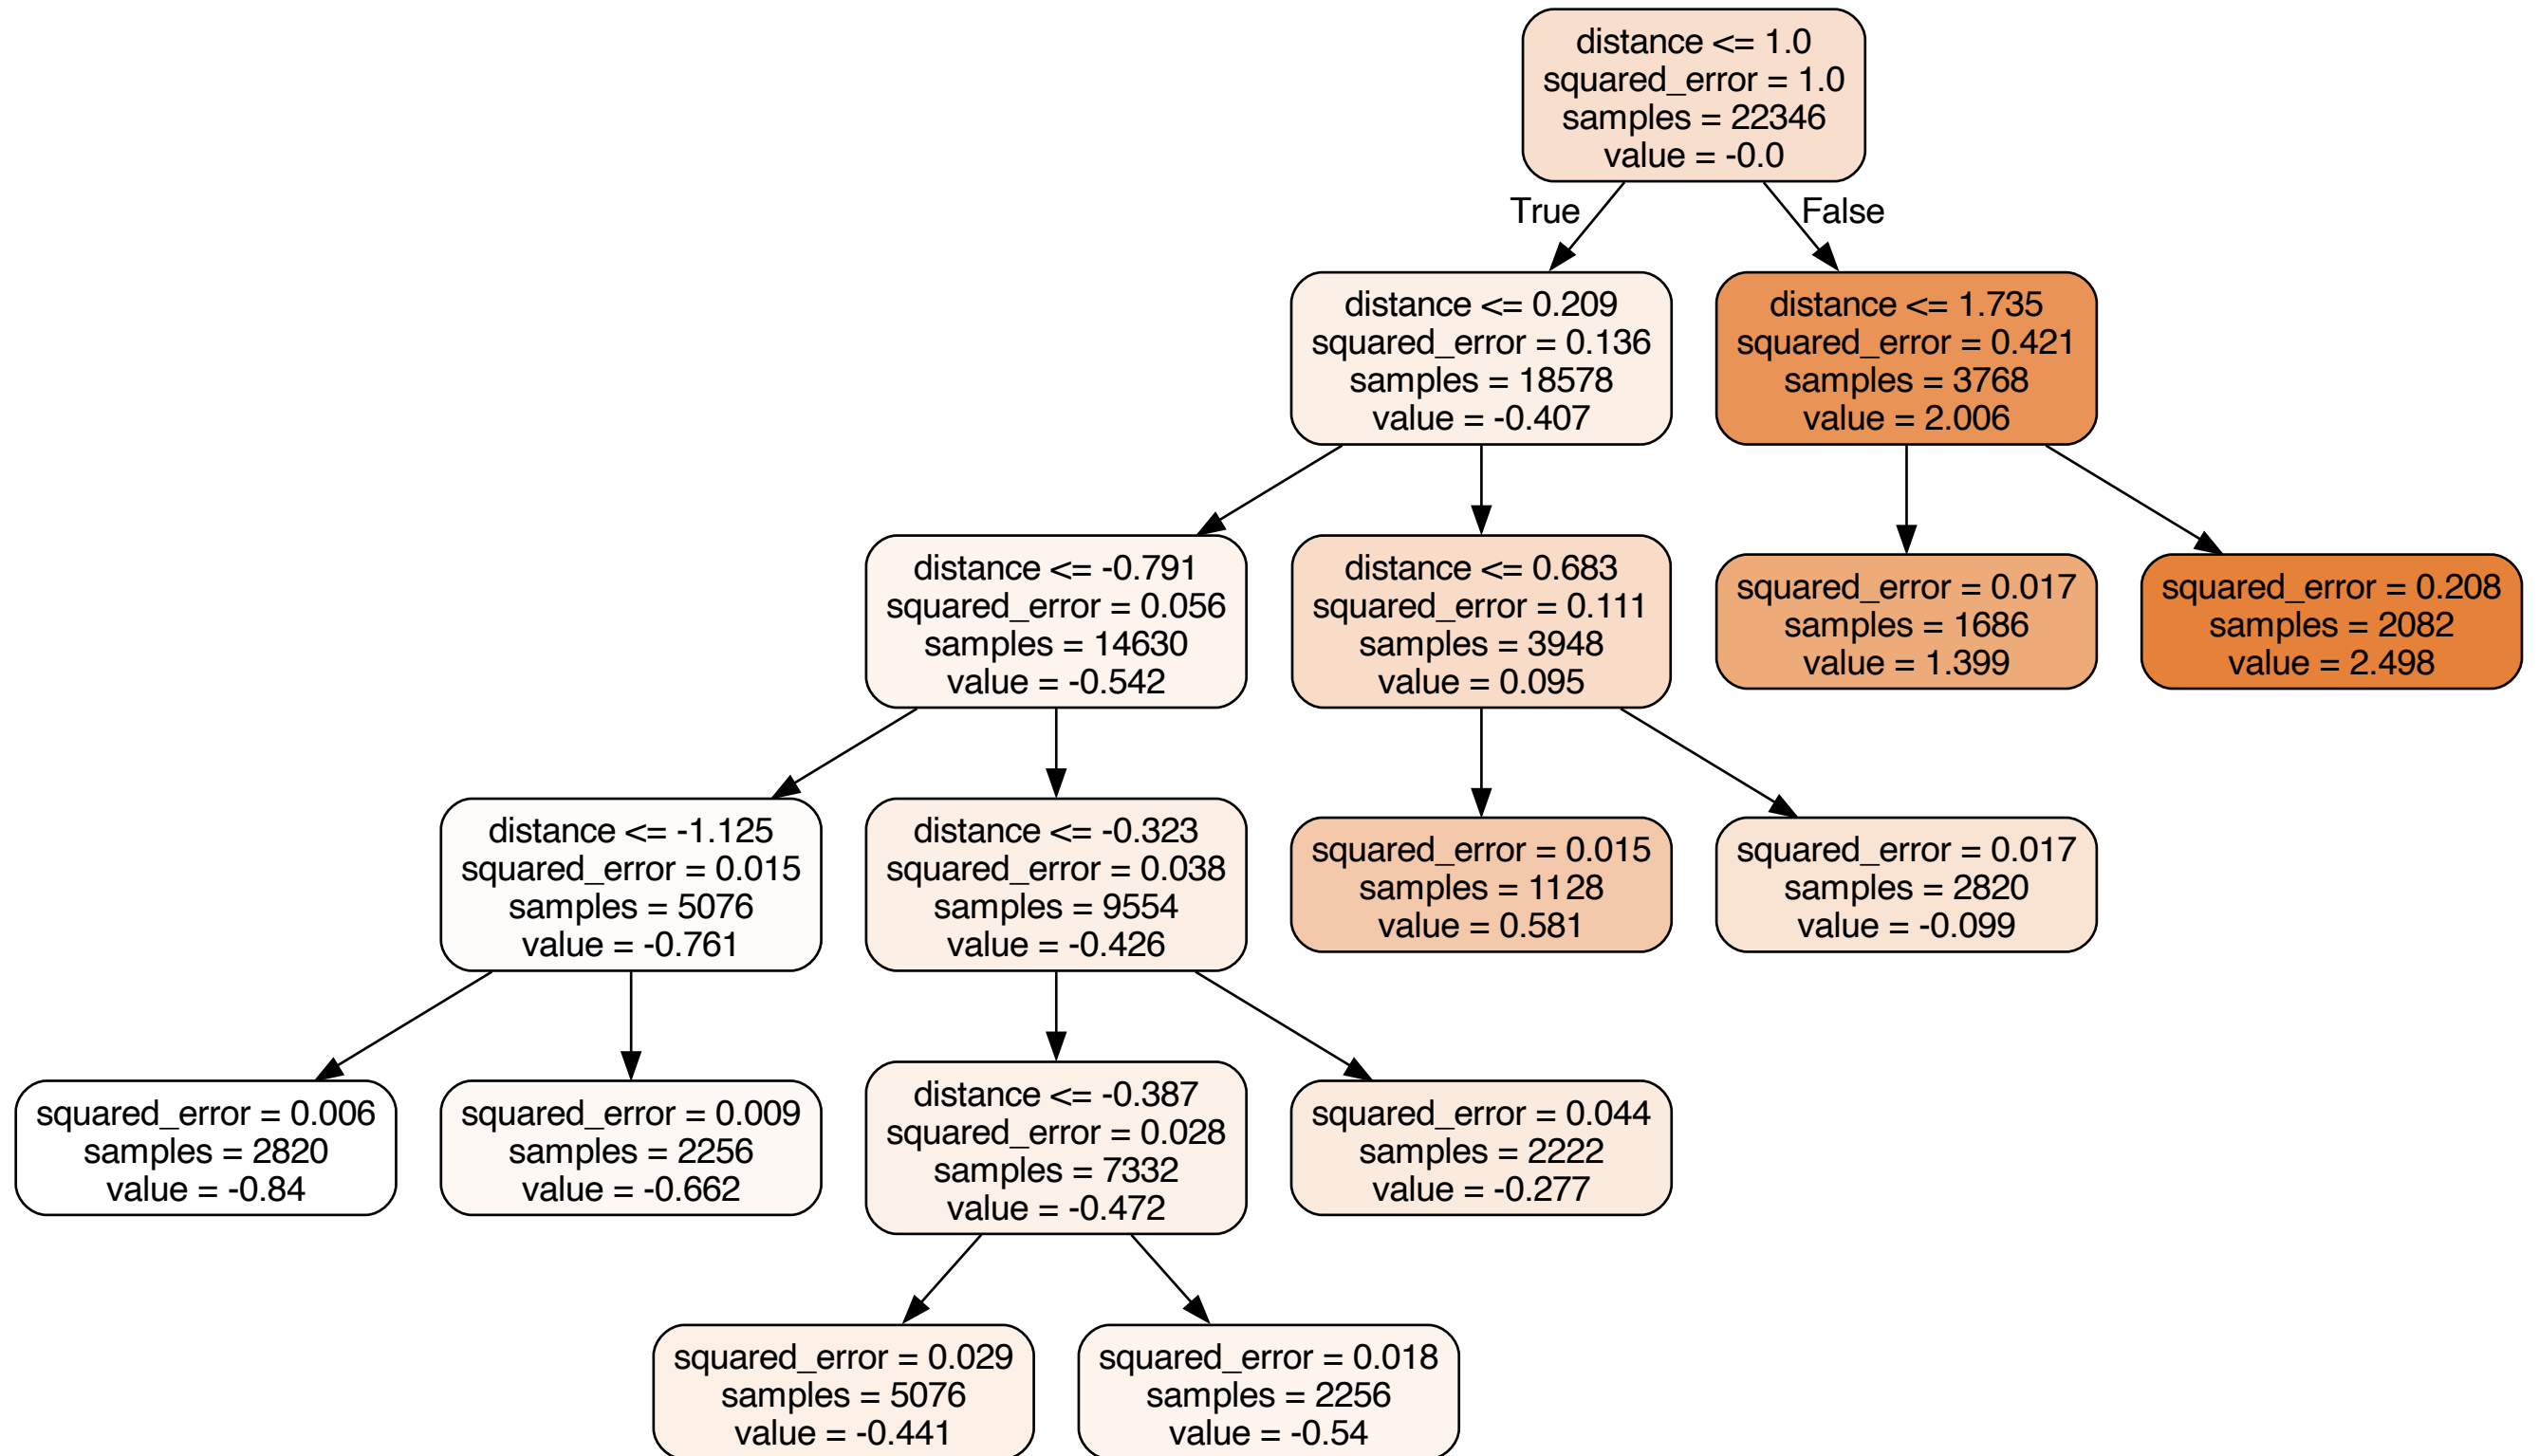 distance <= 1.0
squared_error = 1.0
samples = 22346
value = -0.0
True
False
distance <= 0.209
squared_error = 0.136
samples = 18578
value = -0.407
distance <= 1.735
squared_error = 0.421
samples = 3768
value = 2.006
distance <= -0.791
squared_error = 0.056
samples = 14630
value = -0.542
distance <= 0.683
squared_error = 0.111
samples = 3948
value = 0.095
squared_error = 0.017
samples = 1686
value = 1.399
squared_error = 0.208
samples = 2082
value = 2.498
distance <= -1.125
squared_error = 0.015
samples = 5076
value = -0.761
distance <= -0.323
squared_error = 0.038
samples = 9554
value = -0.426
squared_error = 0.015
samples = 1128
value = 0.581
squared_error = 0.017
samples = 2820
value = -0.099
squared_error = 0.006
samples = 2820
value = -0.84
squared_error = 0.009
samples = 2256
value = -0.662
distance <= -0.387
squared_error = 0.028
samples = 7332
value = -0.472
squared_error = 0.044
samples = 2222
value = -0.277
squared_error = 0.029
samples = 5076
value = -0.441
squared_error = 0.018
samples = 2256
value = -0.54